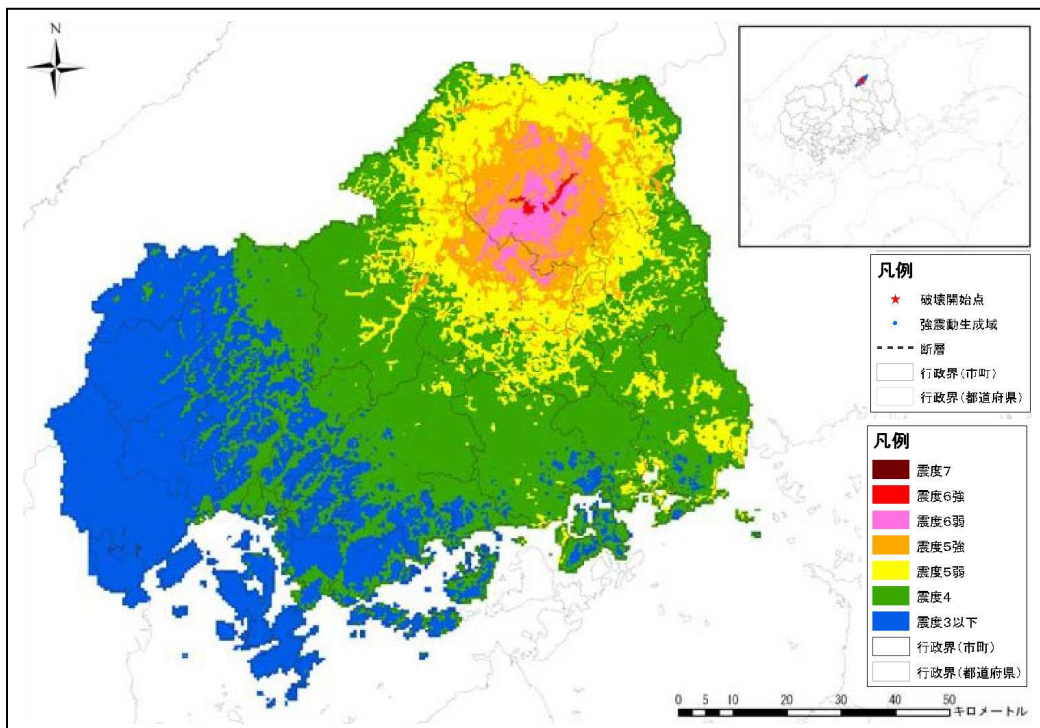 N
凡例
破壊開始点
強震動生成域
断層
行政界(市町)
行政界(都道府県)
凡例
震度7
震度6強
震度6弱
震度5強
震度5弱
震度4
震度3以下
行政界(市町)
行政界(都道府県)
0 5 10 20 30 40 50
キロメートル